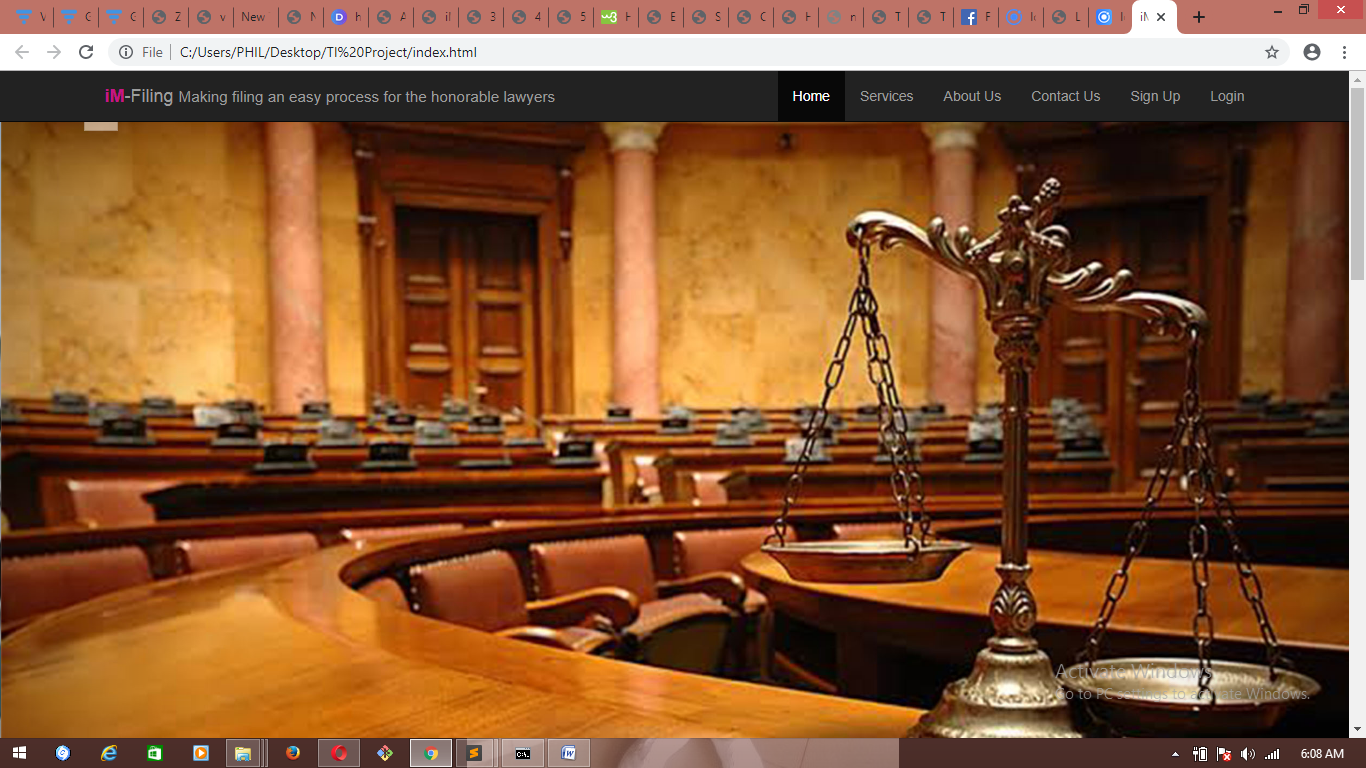 V
C
C
Z
v
New
N
h
A
i!
3
4
5
H
E
S
C
H
n
T
T
F
Ic
L
Ic
iM
File
C:/Users/PHIL/Desktop/TI%20Project/index.html
iM-Filing Making filing an easy process for the honorable lawyers
Home Services About Us Contact Us Sign Up Login
Activate Windows
Go to PC settings to activate Windows.
6:08 AM